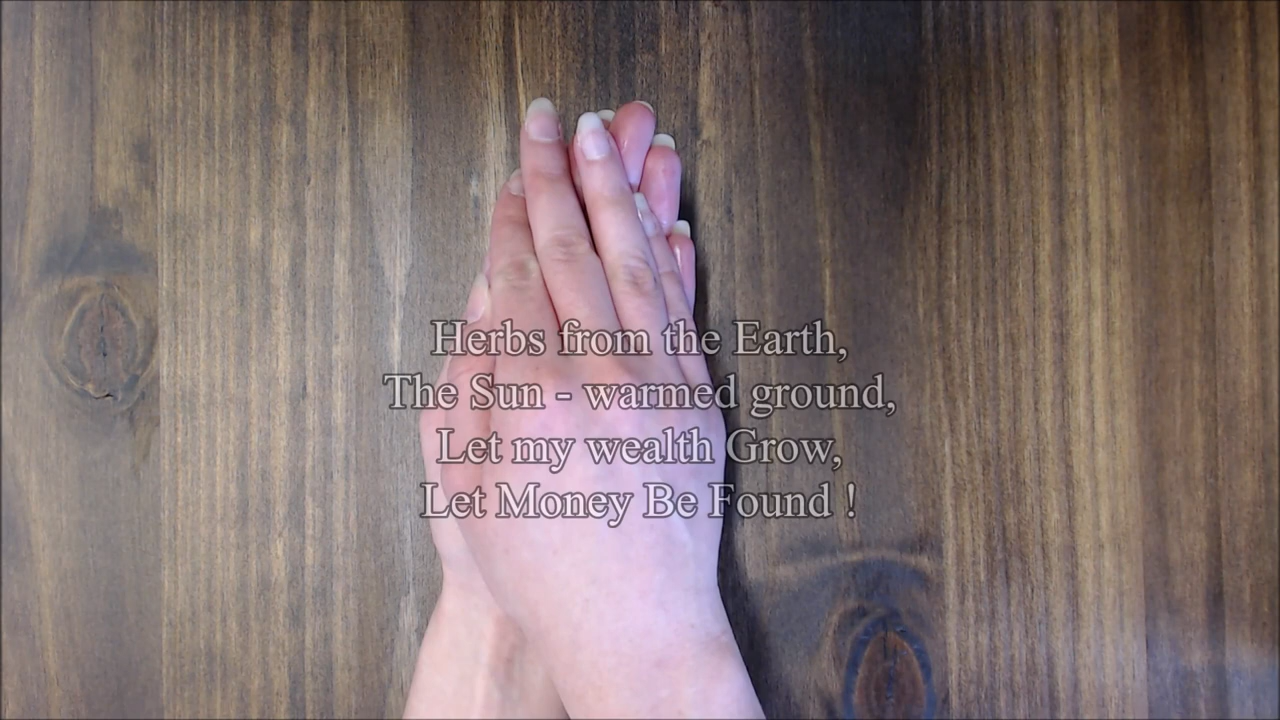 Herbs from the Earth,
The Sun - warmed ground,
Let my wealth Grow,
Let Money Be Found !